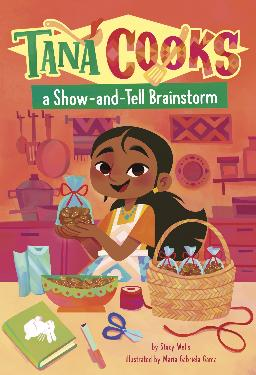 TANA COOKS
a Show-and-Tell Brainstorm
by Stacy Wells
illustrated by Maria Gabriela Gama